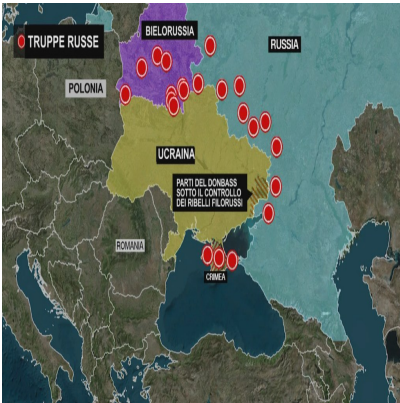 TRUPPE RUSSE
BIELORUSSIA
RUSSIA
POLONIA
UCRAINA
PARTI DEL DONBASS
SOTTO IL CONTROLLO
DEI RIBELLI FILORUSSI
ROMANIA
CRIMEA